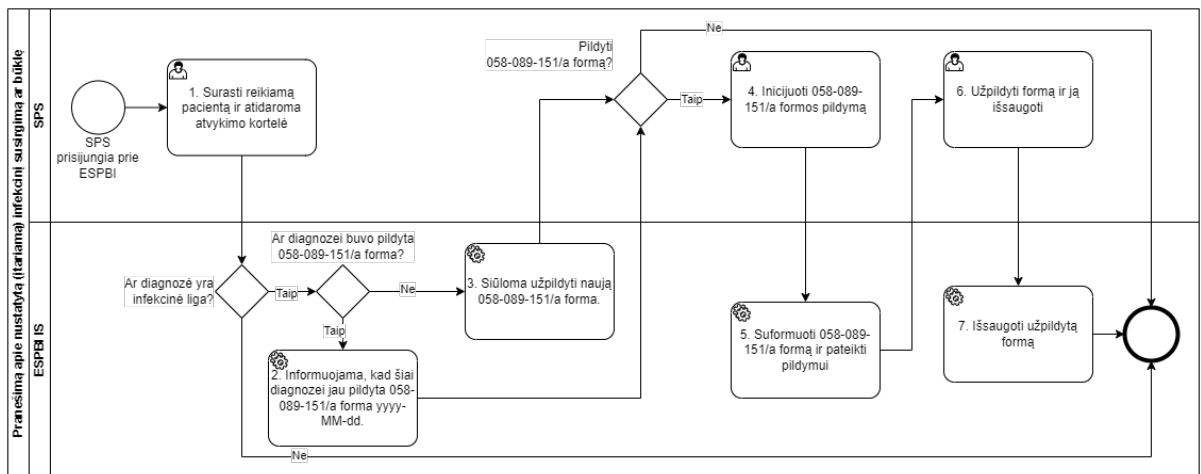 Pranešimą apie nustatytą (įtariamą) infekcinį susirgimą ar būklę
SPS
SPS
prisijungia prie
ESPBI
1. Surasti reikiamą
pacientą ir atidaroma
atvykimo kortelė
Pildyti
058-089-151/a formą?
Ne
Taip
4. Inicijuoti 058-089-
151/a formos pildymą
6. Užpildyti formą ir ją
išsaugoti
ESPBI IS
Ar diagnozė yra
infekcinė liga?
Taip
Ar diagnozei buvo pildyta
058-089-151/a forma?
Ne
Taip
3. Siūloma užpildyti naują
058-089-151/a forma.
2. Informuojama, kad šiai
diagnozei jau pildyta 058-
089-151/a forma yyyy-
MM-dd.
5. Suformuoti 058-089-
151/a formą ir pateikti
pildymui
7. Išsaugoti užpildytą
formą
Ne